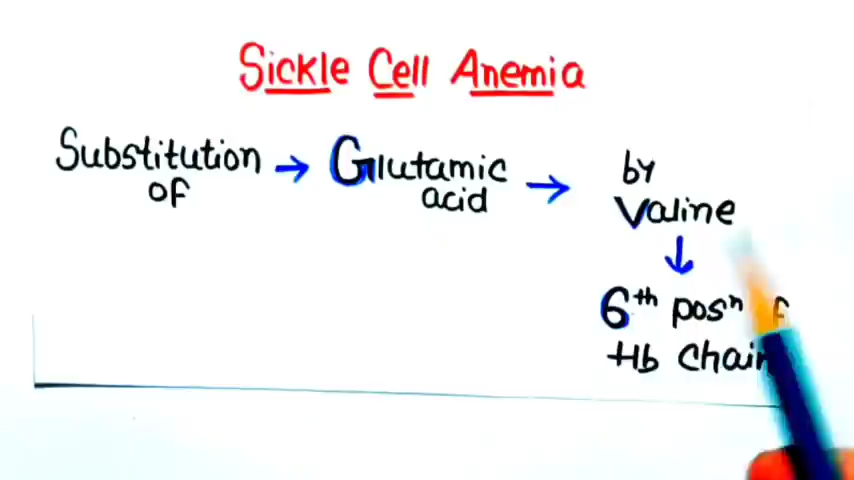 Sickle Cell Anemia
Substitution
of
Glutamic
acid
by
Valine
6th posn
Hb chain